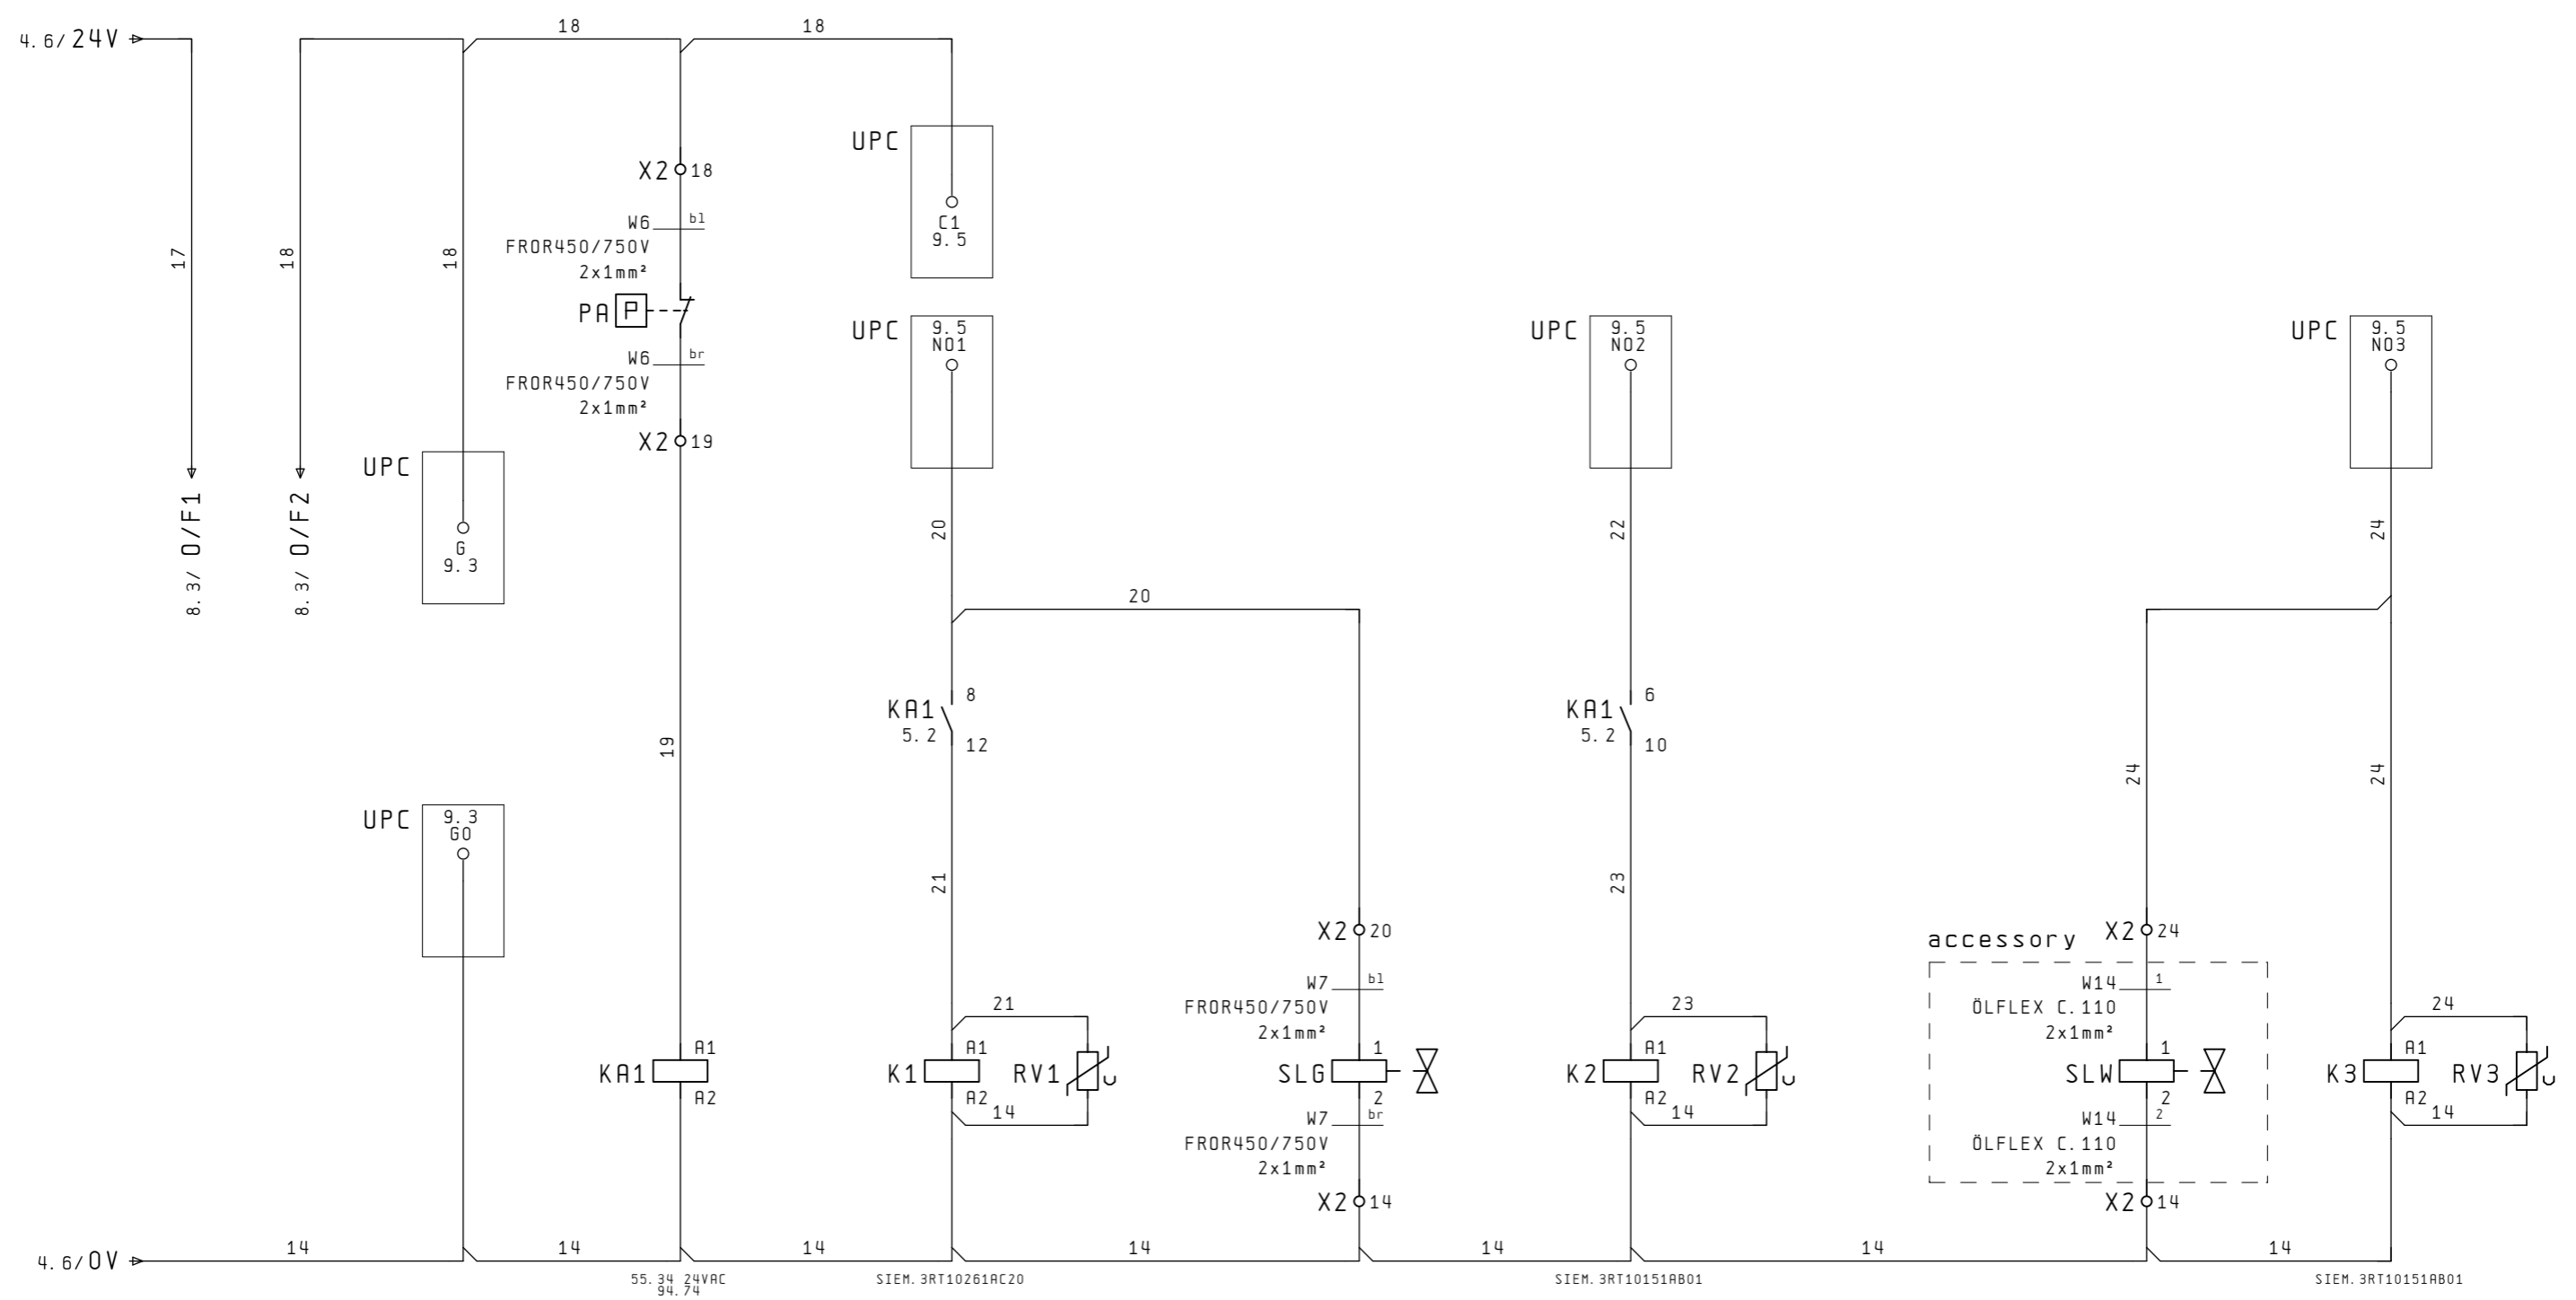 18
18
4.6/24V
UPC
X2 18
C1
9.5
W6 bl
FROR450/750V
2x1mm²
17
18
18
PA P
UPC
9.5
NO1
UPC
9.5
NO2
UPC
9.5
NO3
W6 br
FROR450/750V
2x1mm²
X2 19
UPC
G
9.3
8.3/ O/F1
8.3/ O/F2
20
22
24
20
KA1
5.2
8
12
KA1
5.2
6
10
19
24
24
UPC
9.3
G0
21
23
X2 20
accessory
X2 24
W7 bl
FROR450/750V
2x1mm²
W14 1
ÖLFLEX C.110
2x1mm²
21
23
24
KA1
A1
A2
K1
A1
A2
RV1
U
14
SLG
1
2
K2
A1
A2
RV2
U
14
SLW
1
2
K3
A1
A2
RV3
U
14
W7 br
FROR450/750V
2x1mm²
W14 2
ÖLFLEX C.110
2x1mm²
X2 14
X2 14
4.6/0V
14
14
14
14
14
14
14
55.34 24VAC
94.74
SIEM.3RT10261AC20
SIEM.3RT10151AB01
SIEM.3RT10151AB01